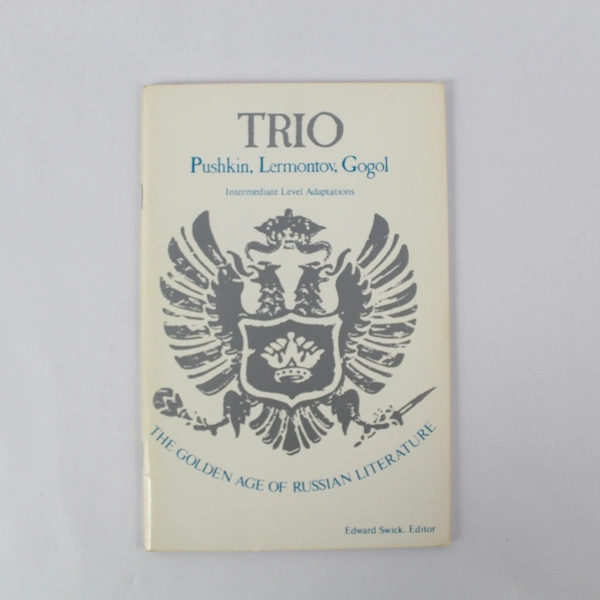 TRIO
Pushkin, Lermontov, Gogol
Intermediate Level Adaptations
THE GOLDEN AGE OF RUSSIAN LITERATURE
Edward Swick, Editor